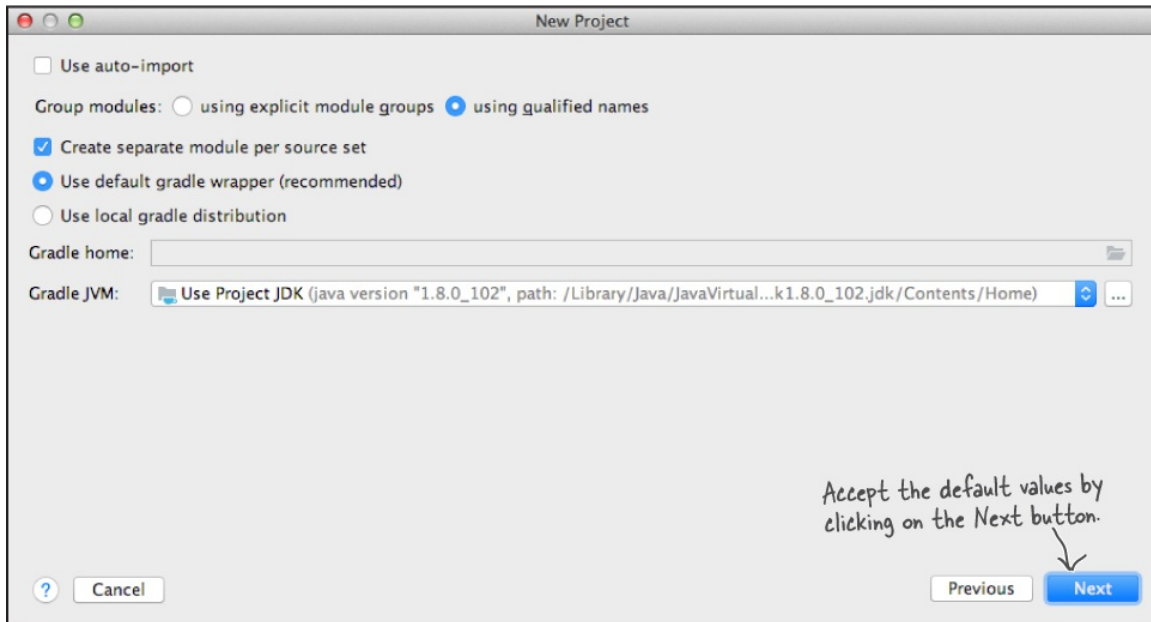 New Project
Use auto-import
Group modules: using explicit module groups using qualified names
Create separate module per source set
Use default gradle wrapper (recommended)
Use local gradle distribution
Gradle home:
Gradle JVM: Use Project JDK (java version "1.8.0_102", path: /Library/Java/JavaVirtual...k1.8.0_102.jdk/Contents/Home) ...
Accept the default values by
clicking on the Next button.
? Cancel Previous Next